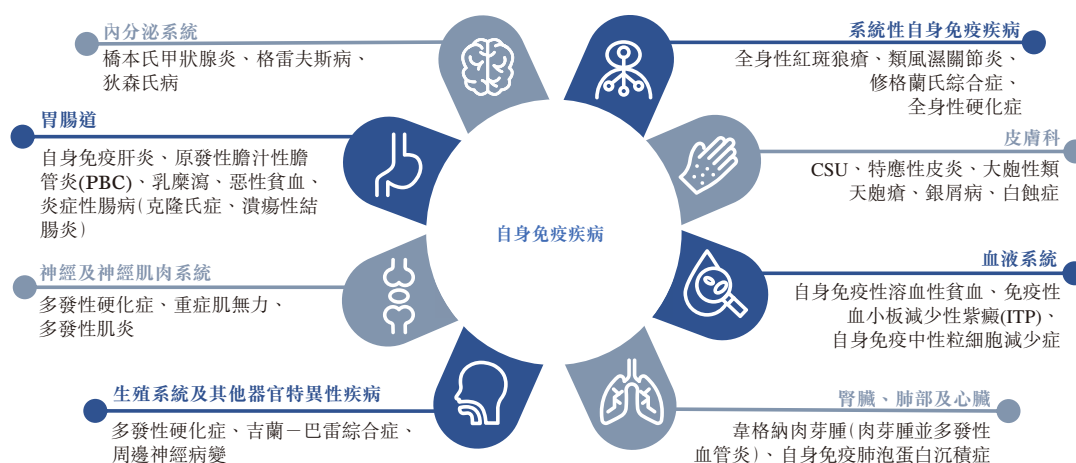 內分泌系統
橋本氏甲狀腺炎、格雷夫斯病、
狄森氏病
胃腸道
自身免疫肝炎、原發性膽汁性膽
管炎(PBC)、乳糜瀉、惡性貧血、
炎症性腸病(克隆氏症、潰瘍性結
腸炎)
神經及神經肌肉系統
多發性硬化症、重症肌無力、
多發性肌炎
生殖系統及其他器官特異性疾病
多發性硬化症、吉蘭－巴雷綜合症、
周邊神經病變
自身免疫疾病
系統性自身免疫疾病
全身性紅斑狼瘡、類風濕關節炎、
修格蘭氏綜合症、
全身性硬化症
皮膚科
CSU、特應性皮炎、大皰性類
天皰瘡、銀屑病、白蝕症
血液系統
自身免疫性溶血性貧血、免疫性
血小板減少性紫癜(ITP)、
自身免疫中性粒細胞減少症
腎臟、肺部及心臟
韋格納肉芽腫(肉芽腫並多發性
血管炎)、自身免疫肺泡蛋白沉積症